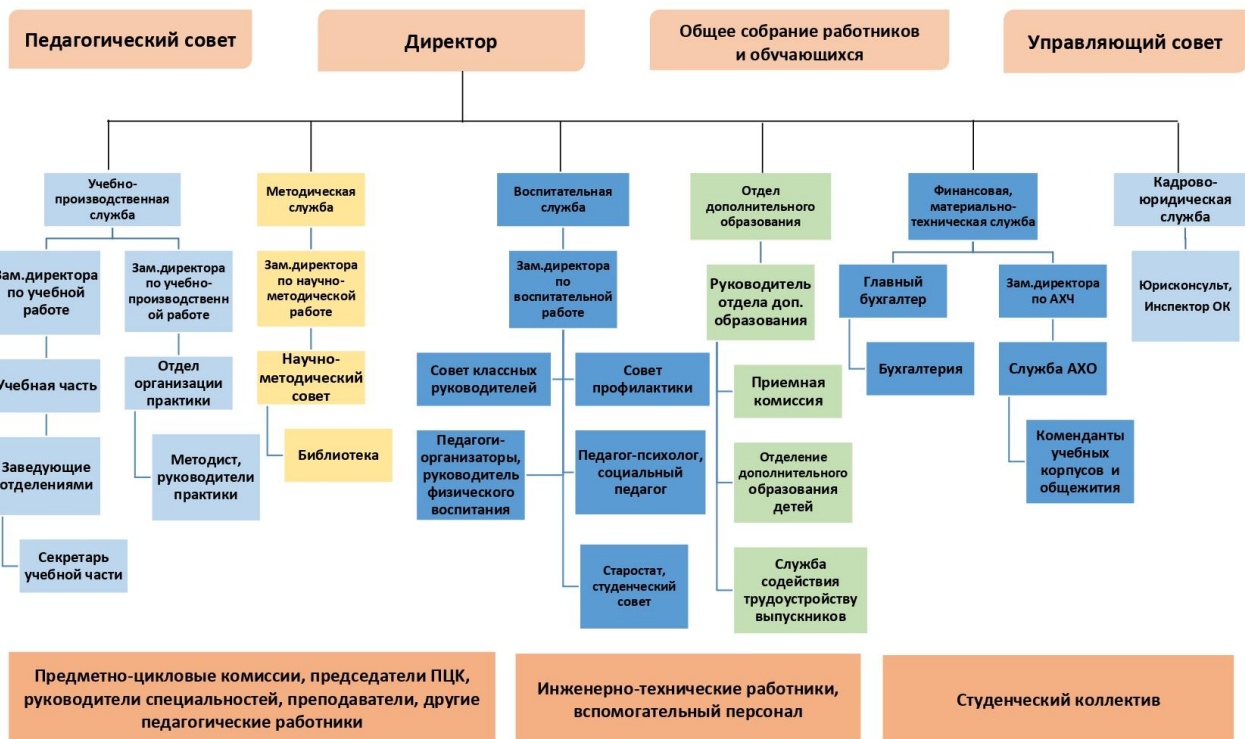 Педагогический совет
Директор
Общее собрание работников
и обучающихся
Управляющий совет
Учебно-
производственная
служба
Методическая
служба
Воспитательная
служба
Отдел
дополнительного
образования
Финансовая,
материально-
техническая служба
Кадрово-
юридическая
служба
Зам.директора
по учебной
работе
Зам.директора
по учебно-
производственн
ой работе
Зам.директора
по научно-
методической
работе
Зам.директора
по
воспитательной
работе
Руководитель
отдела доп.
образования
Главный
бухгалтер
Зам.директора
по АХЧ
Юрисконсульт,
Инспектор ОК
Учебная часть
Отдел
организации
практики
Научно-
методический
совет
Совет классных
руководителей
Совет
профилактики
Приемная
комиссия
Бухгалтерия
Служба АХО
Заведующие
отделениями
Методист,
руководители
практики
Библиотека
Педагоги-
организаторы,
руководитель
физического
воспитания
Педагог-психолог,
социальный
педагог
Отделение
дополнительного
образования
детей
Коменданты
учебных
корпусов и
общежития
Секретарь
учебной части
Старостат,
студенческий
совет
Служба
содействия
трудоустройству
выпускников
Предметно-цикловые комиссии, председатели ПЦК,
руководители специальностей, преподаватели, другие
педагогические работники
Инженерно-технические работники,
вспомогательный персонал
Студенческий коллектив